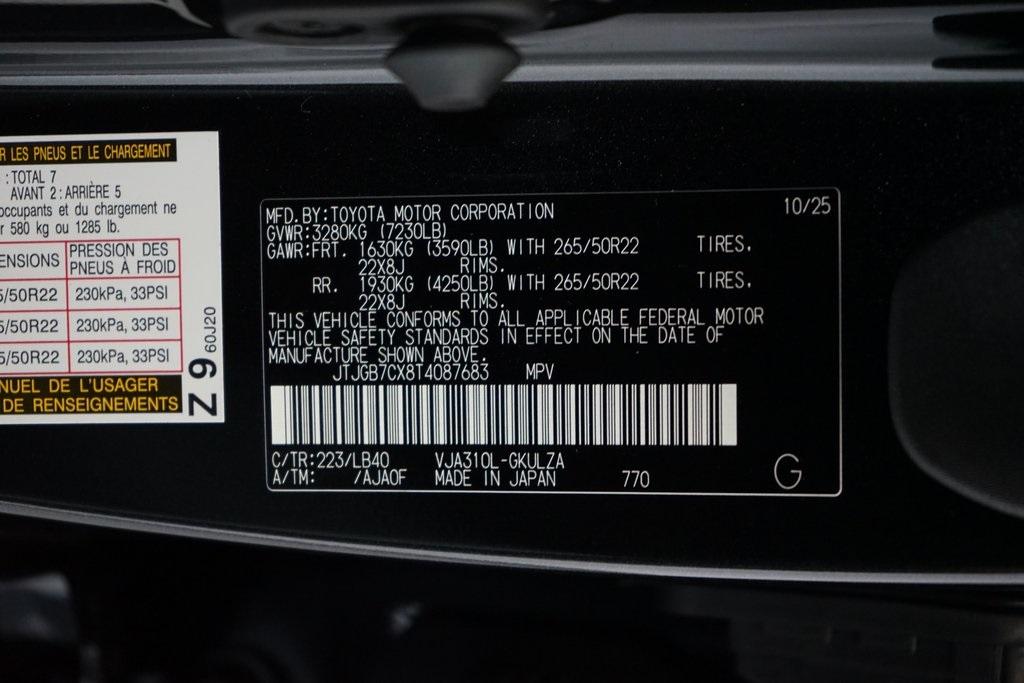 R LES PNEUS ET LE CHARGEMENT
: TOTAL 7
AVANT 2 : ARRIÈRE 5
occupants et du chargement ne
r 580 kg ou 1285 lb.
ENSIONS PRESSION DES PNEUS À FROID
5/50R22 230kPa, 33PSI
5/50R22 230kPa, 33PSI
5/50R22 230kPa, 33PSI
NUEL DE L'USAGER
DE RENSEIGNEMENTS
Z 9 60J20
MFD.BY:TOYOTA MOTOR CORPORATION 10/25
GVWR:3280KG (7230LB)
GAWR:FRT. 1630KG (3590LB) WITH 265/50R22 TIRES.
22X8J RIMS.
RR. 1930KG (4250LB) WITH 265/50R22 TIRES.
22X8J RIMS.
THIS VEHICLE CONFORMS TO ALL APPLICABLE FEDERAL MOTOR
VEHICLE SAFETY STANDARDS IN EFFECT ON THE DATE OF
MANUFACTURE SHOWN ABOVE.
JTJGB7CX8T4087683 MPV
C/TR:223/LB40 VJA310L-GKULZA
A/TM: /AJA0F MADE IN JAPAN 770 G